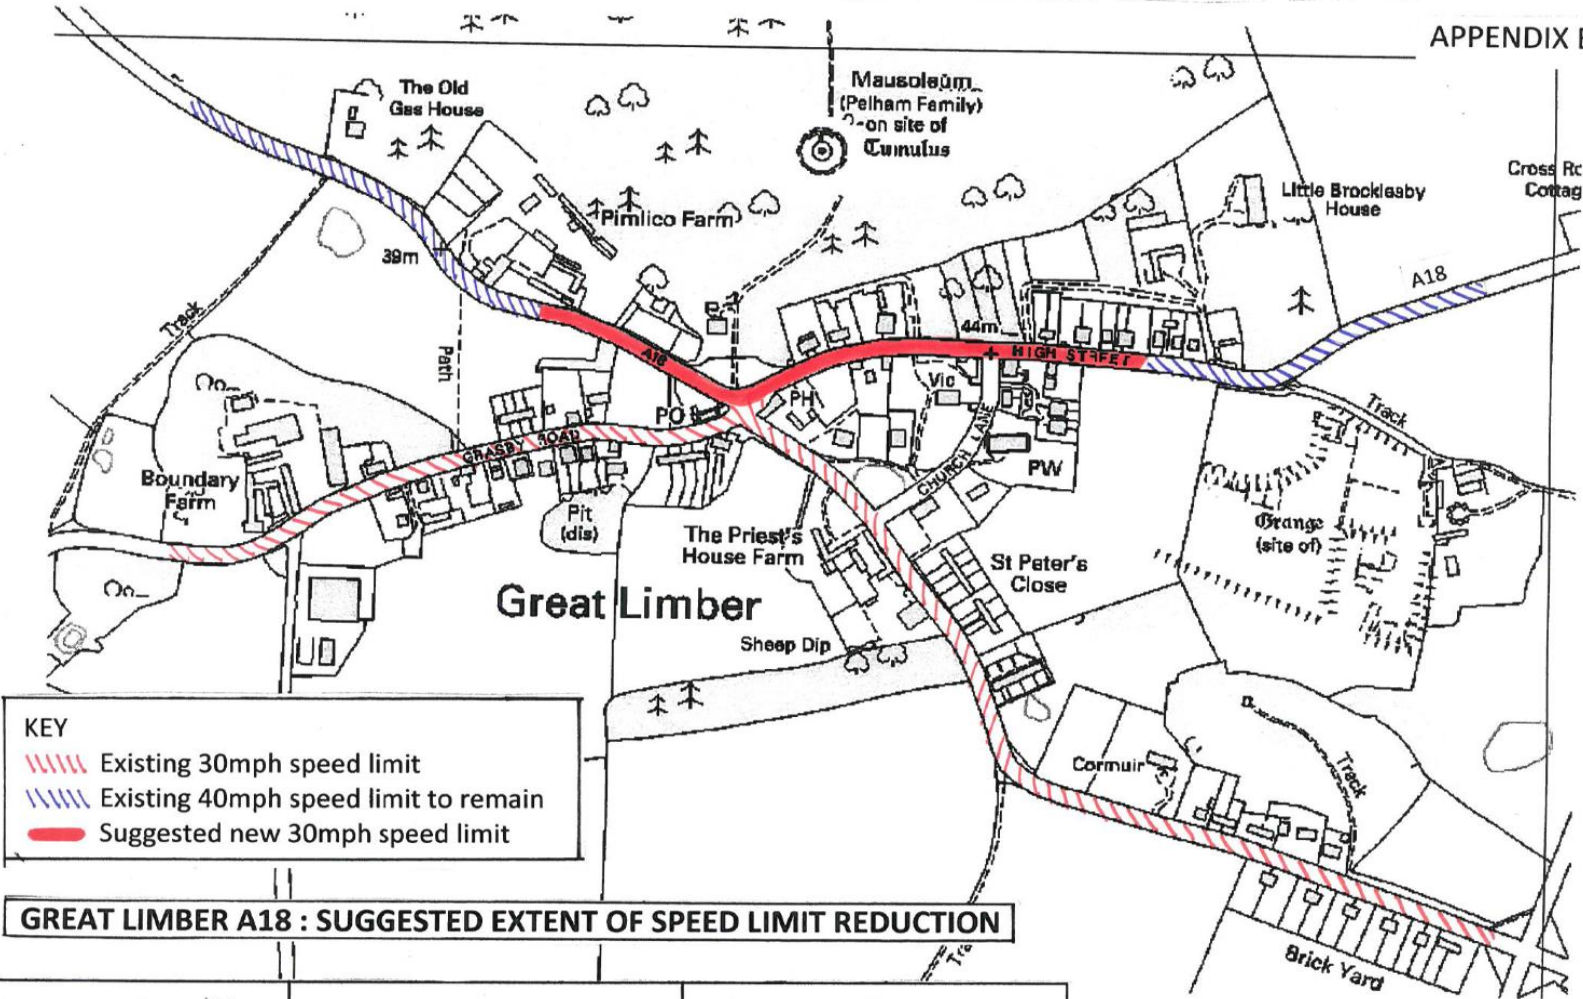 APPENDIX
The Old
Gas House
Mausoleum
(Pelham Family)
on site of
Tumulus
Pimlico Farm
Little Brocklesby
House
Cross
39m
A18
Track
Path
44m
HIGH STREET
A18
PO
PH
Vic
CHURCH LANE
PW
Track
GRASBY ROAD
Boundary
Farm
Pit
(dis)
The Priest's
House Farm
St Peter's
Close
Grange
(site of)
Great Limber
Sheep Dip
Cormuir
Track
Brick Yard
KEY
Existing 30mph speed limit
Existing 40mph speed limit to remain
Suggested new 30mph speed limit
GREAT LIMBER A18 : SUGGESTED EXTENT OF SPEED LIMIT REDUCTION